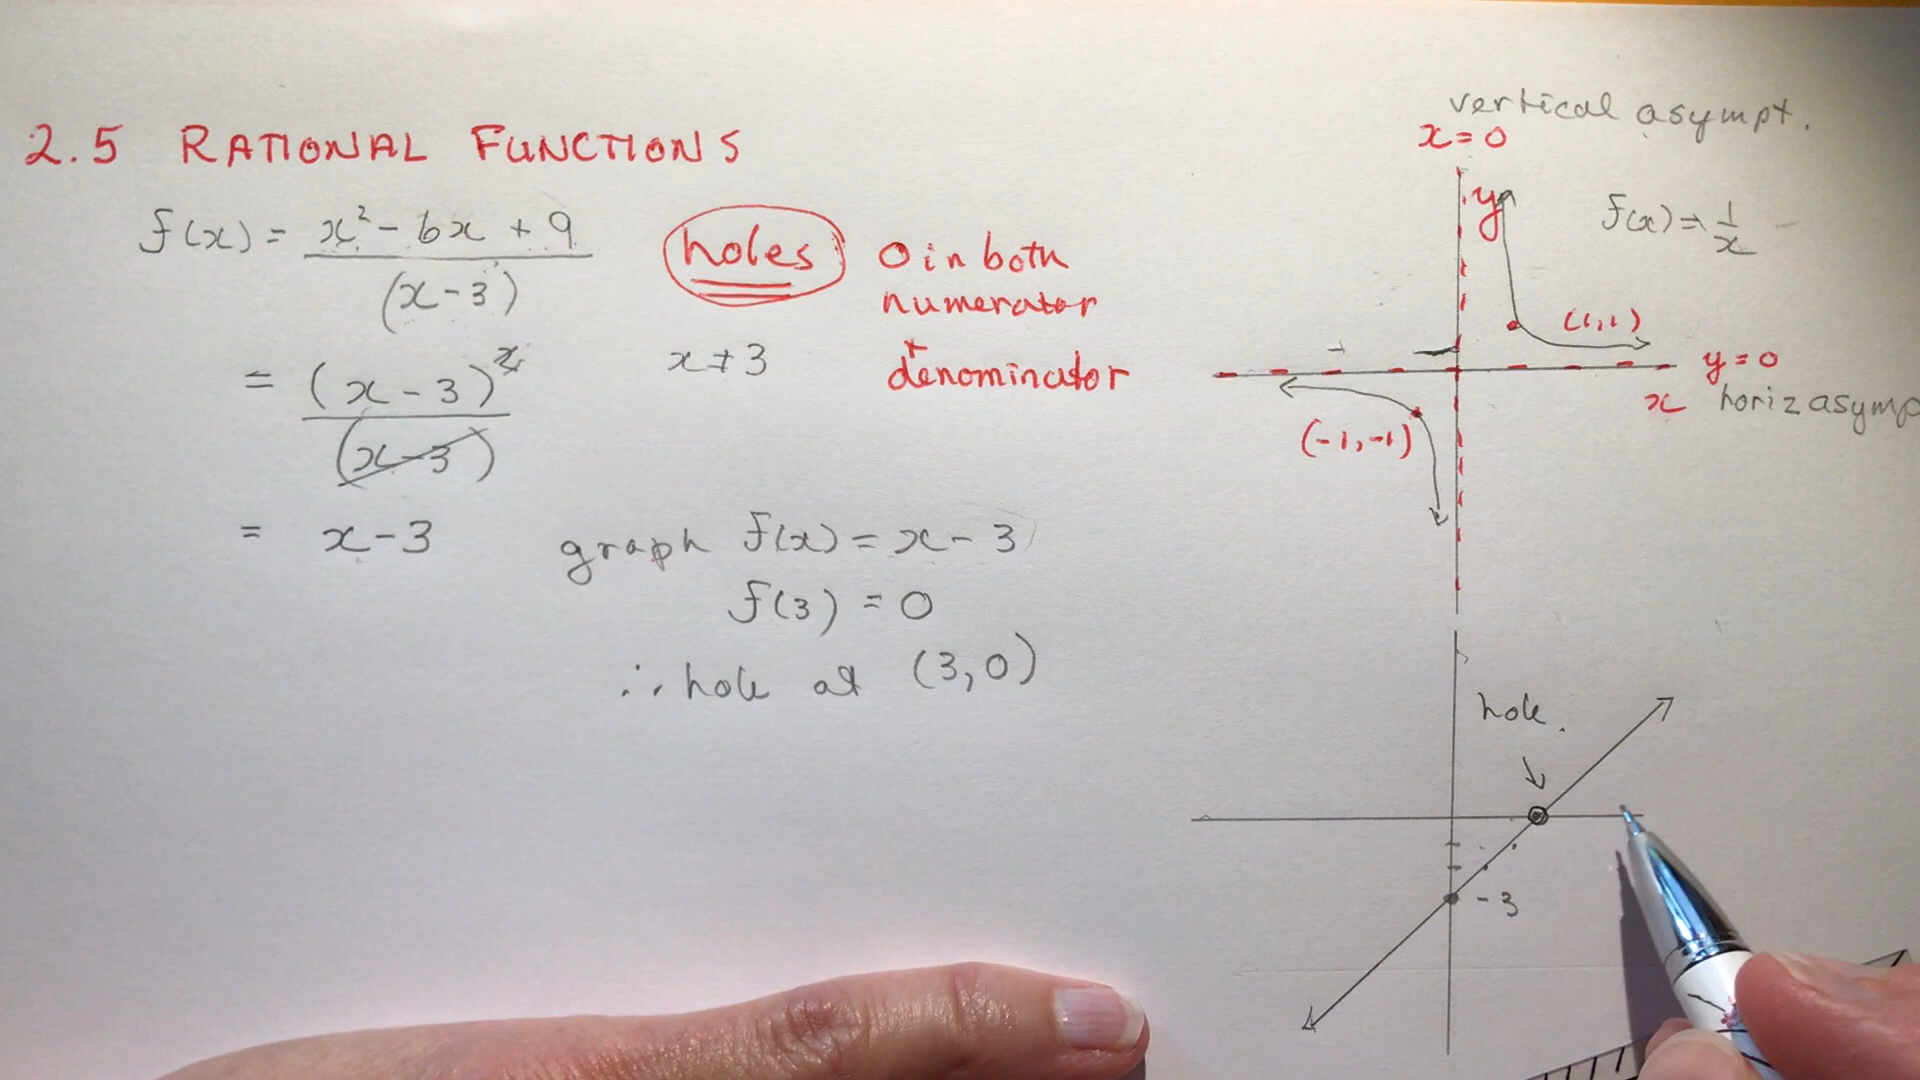 2.5 RATIONAL FUNCTIONS
f(x) = x² - 6x + 9
(x-3)
= (x-3)²
(x-3)
= x-3
holes
0 in both
numerator
+
denominator
x ≠ 3
graph f(x) = x - 3
f(3) = 0
∴ hole at (3,0)
vertical asympt.
x=0
y
f(x) = 1/x
(1,1)
y=0
x
horiz asymp
(-1,-1)
hole.
-3